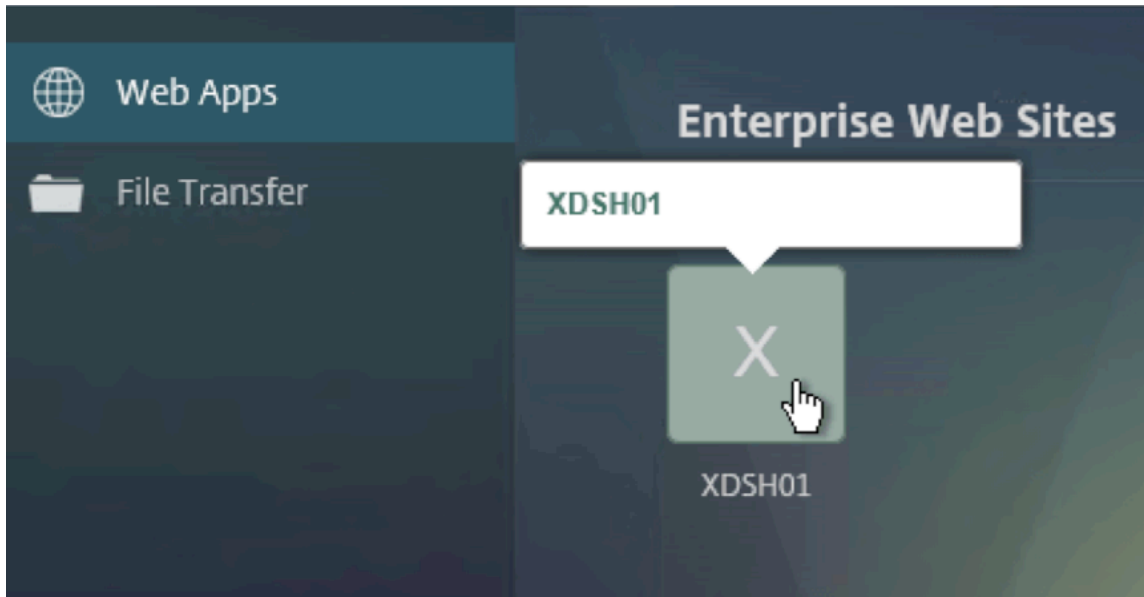 Web Apps
File Transfer
Enterprise Web Sites
XDSH01
X
XDSH01